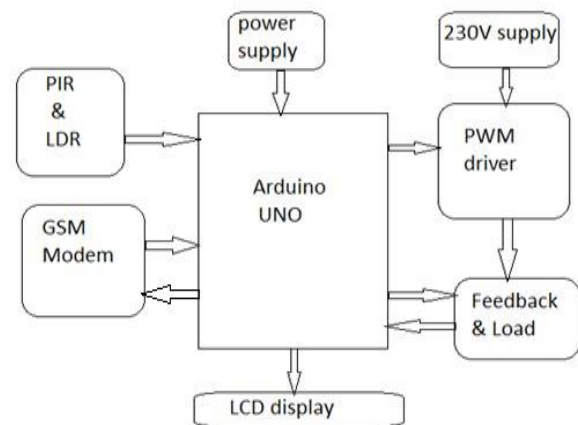 power
supply
230V supply
PIR
&
LDR
PWM
driver
Arduino
UNO
GSM
Modem
Feedback
& Load
LCD display